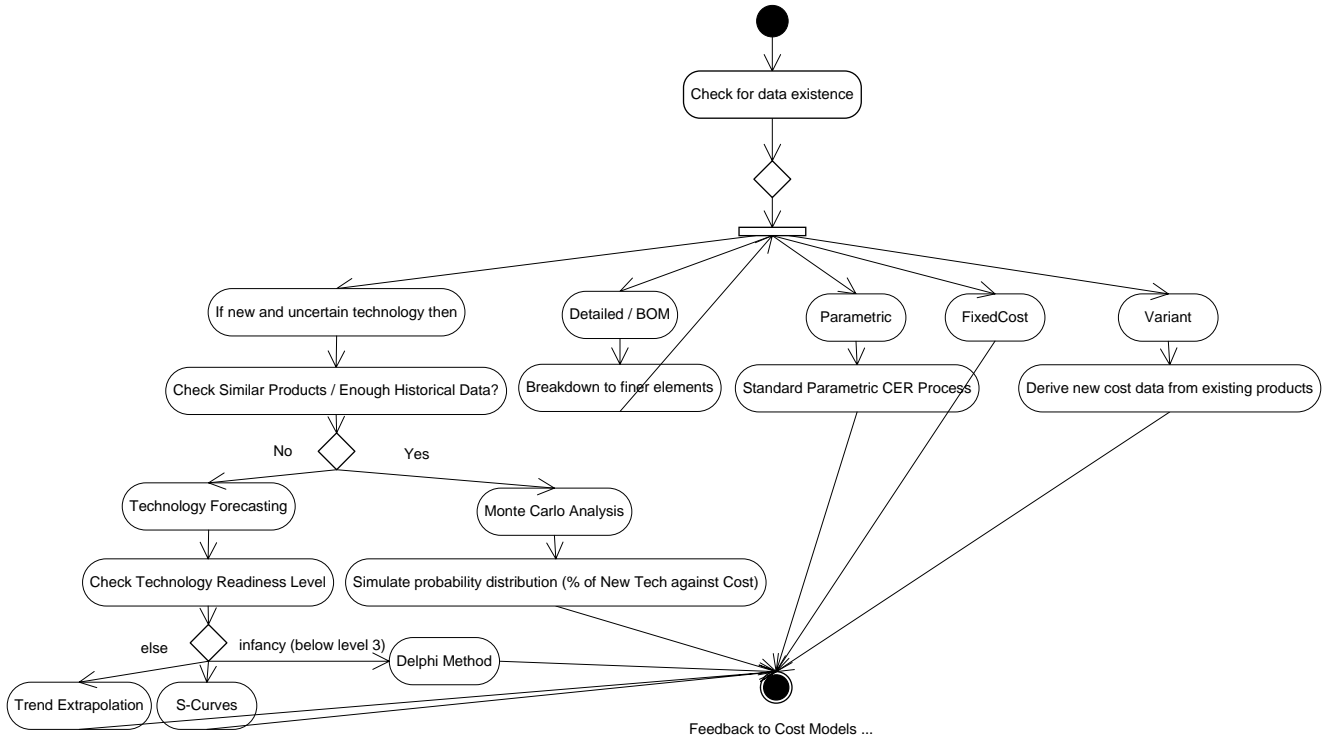 Check for data existence
If new and uncertain technology then
Detailed / BOM
Parametric
FixedCost
Variant
Check Similar Products / Enough Historical Data?
Breakdown to finer elements
Standard Parametric CER Process
Derive new cost data from existing products
No
Yes
Technology Forecasting
Monte Carlo Analysis
Check Technology Readiness Level
Simulate probability distribution (% of New Tech against Cost)
else
infancy (below level 3)
Delphi Method
Trend Extrapolation
S-Curves
Feedback to Cost Models ...